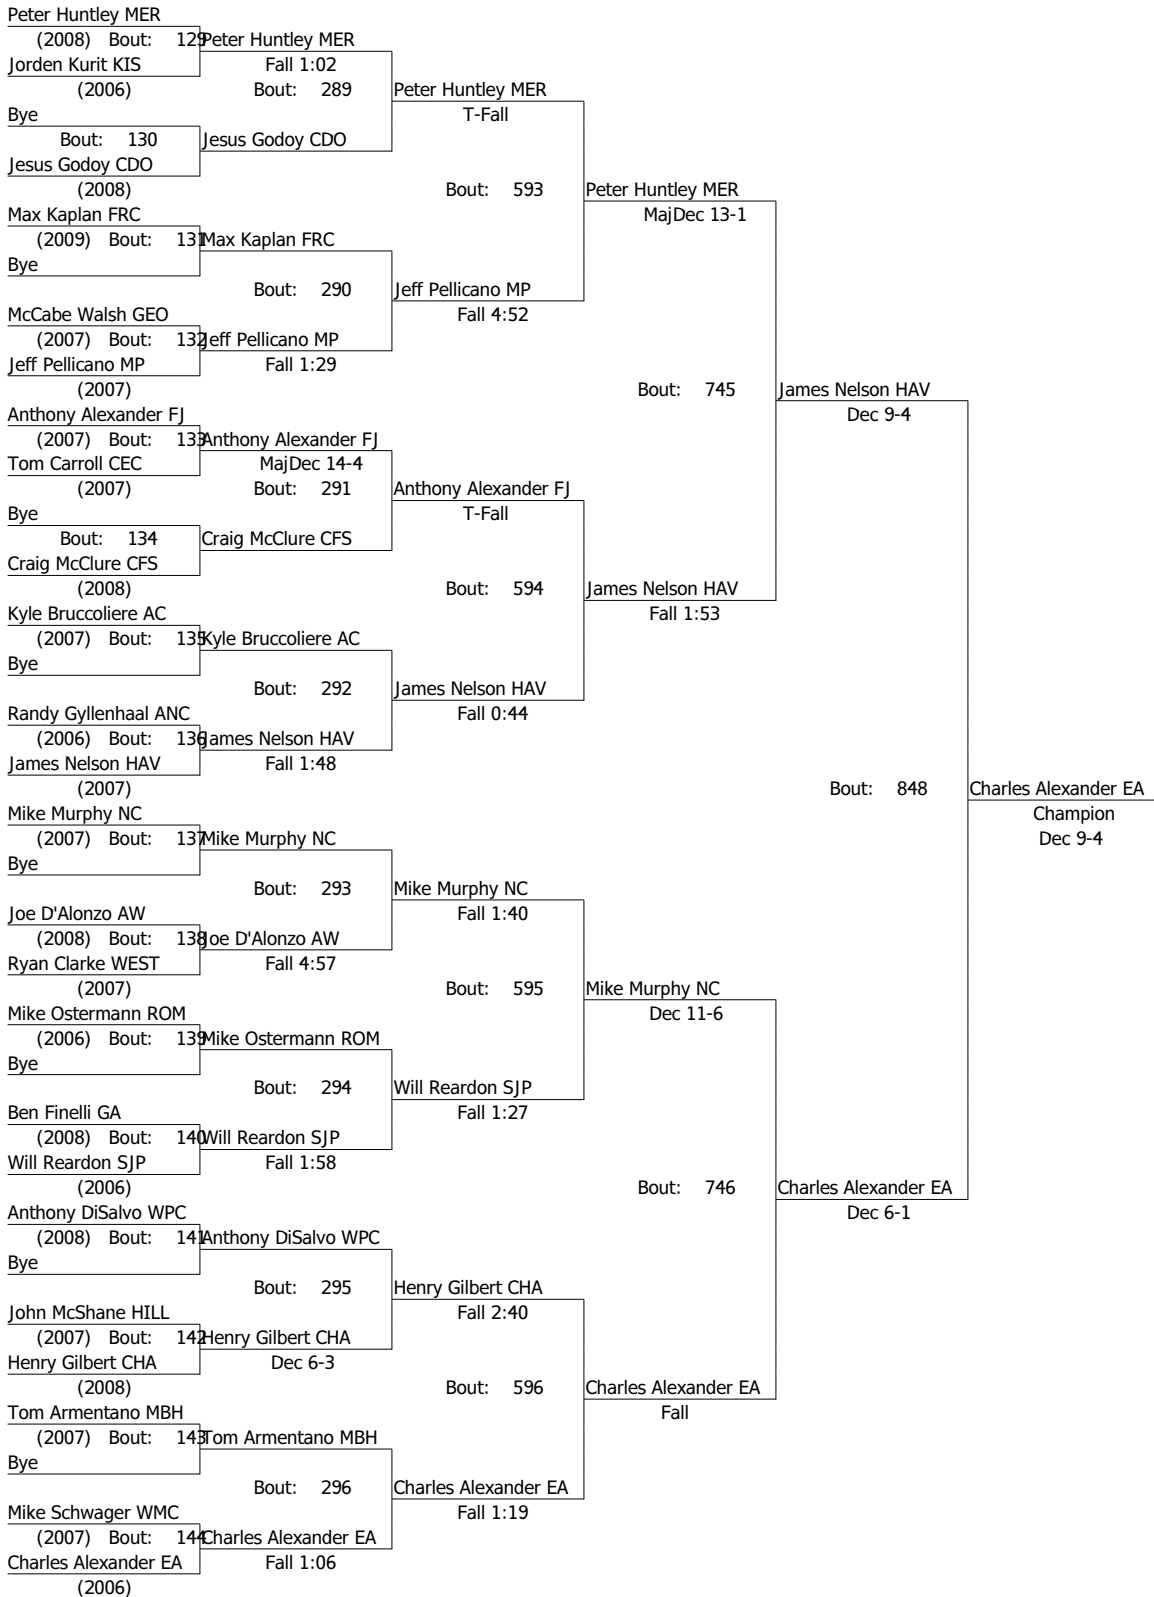 Peter Huntley MER
(2008) Bout: 129 Peter Huntley MER
Jorden Kurit KIS Fall 1:02
(2006) Bout: 289 Peter Huntley MER
Bye T-Fall
Bout: 130 Jesus Godoy CDO
Jesus Godoy CDO
(2008) Bout: 593 Peter Huntley MER
Max Kaplan FRC MajDec 13-1
(2009) Bout: 131 Max Kaplan FRC
Bye
Bout: 290 Jeff Pellicano MP
McCabe Walsh GEO Fall 4:52
(2007) Bout: 132 Jeff Pellicano MP
Jeff Pellicano MP Fall 1:29
(2007) Bout: 745 James Nelson HAV
Anthony Alexander FJ Dec 9-4
(2007) Bout: 133 Anthony Alexander FJ
Tom Carroll CEC MajDec 14-4
(2007) Bout: 291 Anthony Alexander FJ
Bye T-Fall
Bout: 134 Craig McClure CFS
Craig McClure CFS
(2008) Bout: 594 James Nelson HAV
Kyle Bruccoliere AC Fall 1:53
(2007) Bout: 135 Kyle Bruccoliere AC
Bye
Bout: 292 James Nelson HAV
Randy Gyllenhaal ANC Fall 0:44
(2006) Bout: 136 James Nelson HAV
James Nelson HAV Fall 1:48
(2007) Bout: 848 Charles Alexander EA
Mike Murphy NC Champion
(2007) Bout: 137 Mike Murphy NC Dec 9-4
Bye
Bout: 293 Mike Murphy NC
Joe D'Alonzo AW Fall 1:40
(2008) Bout: 138 Joe D'Alonzo AW
Ryan Clarke WEST Fall 4:57
(2007) Bout: 595 Mike Murphy NC
Mike Ostermann ROM Dec 11-6
(2006) Bout: 139 Mike Ostermann ROM
Bye
Bout: 294 Will Reardon SJP
Ben Finelli GA Fall 1:27
(2008) Bout: 140 Will Reardon SJP
Will Reardon SJP Fall 1:58
(2006) Bout: 746 Charles Alexander EA
Anthony DiSalvo WPC Dec 6-1
(2008) Bout: 141 Anthony DiSalvo WPC
Bye
Bout: 295 Henry Gilbert CHA
John McShane HILL Fall 2:40
(2007) Bout: 142 Henry Gilbert CHA
Henry Gilbert CHA Dec 6-3
(2008) Bout: 596 Charles Alexander EA
Tom Armentano MBH Fall
(2007) Bout: 143 Tom Armentano MBH
Bye
Bout: 296 Charles Alexander EA
Mike Schwager WMC Fall 1:19
(2007) Bout: 144 Charles Alexander EA
Charles Alexander EA Fall 1:06
(2006)